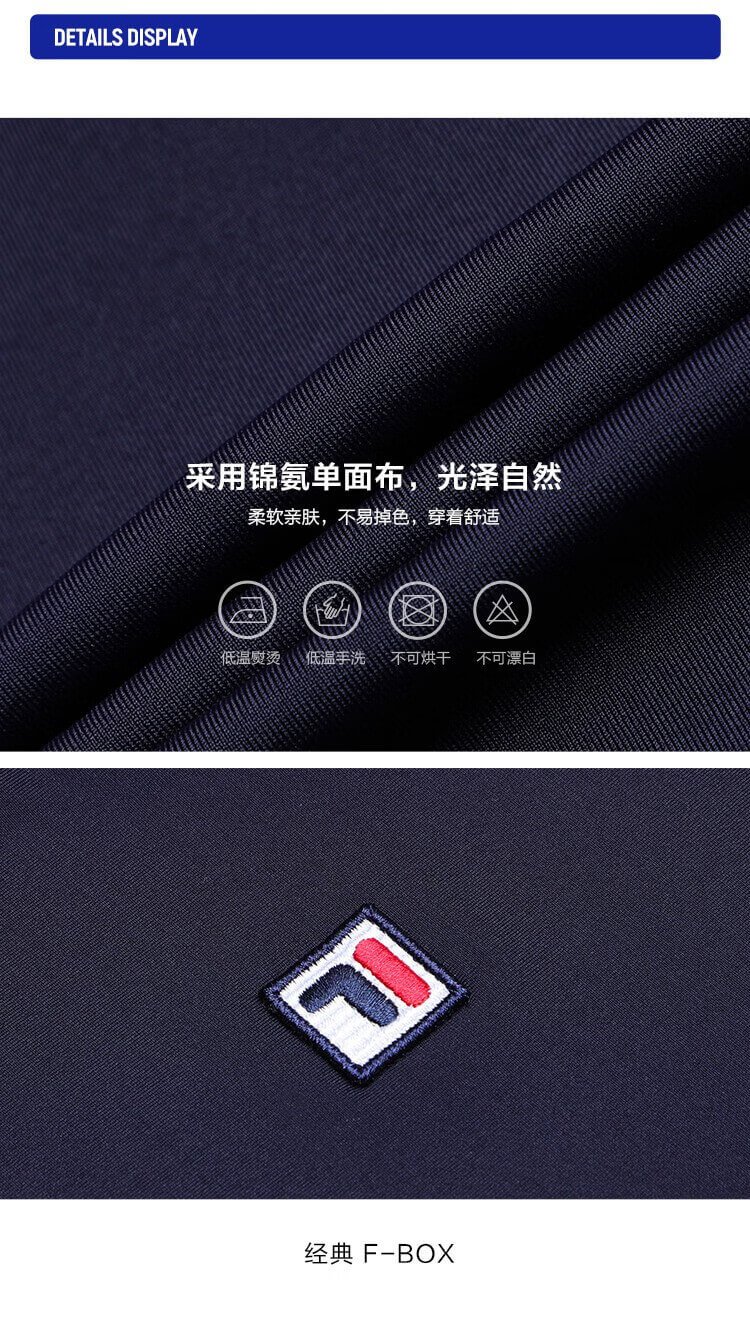 DETAILS DISPLAY
采用锦氨单面布，光泽自然
柔软亲肤，不易掉色，穿着舒适
低温熨烫 低温手洗 不可烘干 不可漂白
经典 F-BOX